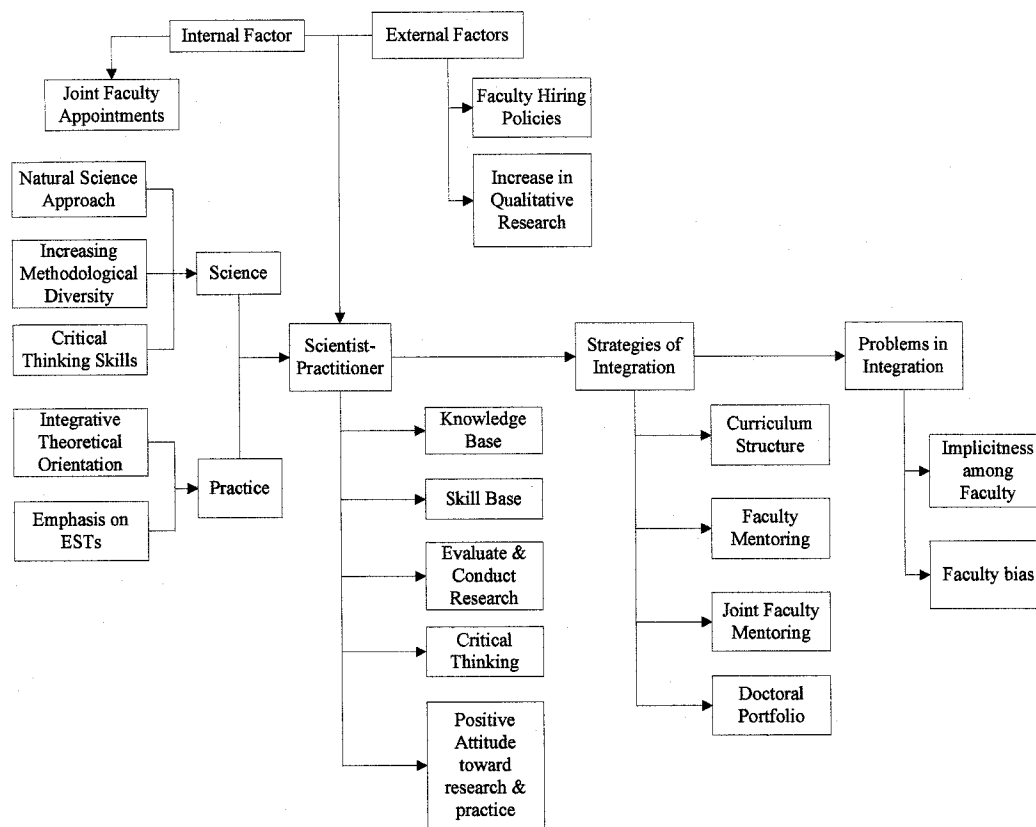 Internal Factor
External Factors
Joint Faculty
Appointments
Faculty Hiring
Policies
Natural Science
Approach
Increase in
Qualitative
Research
Increasing
Methodological
Diversity
Science
Critical
Thinking Skills
Scientist-
Practitioner
Strategies of
Integration
Problems in
Integration
Integrative
Theoretical
Orientation
Practice
Emphasis on
ESTs
Knowledge
Base
Skill Base
Evaluate &
Conduct
Research
Critical
Thinking
Positive
Attitude
toward
research &
practice
Curriculum
Structure
Faculty
Mentoring
Joint Faculty
Mentoring
Doctoral
Portfolio
Implicitness
among
Faculty
Faculty bias